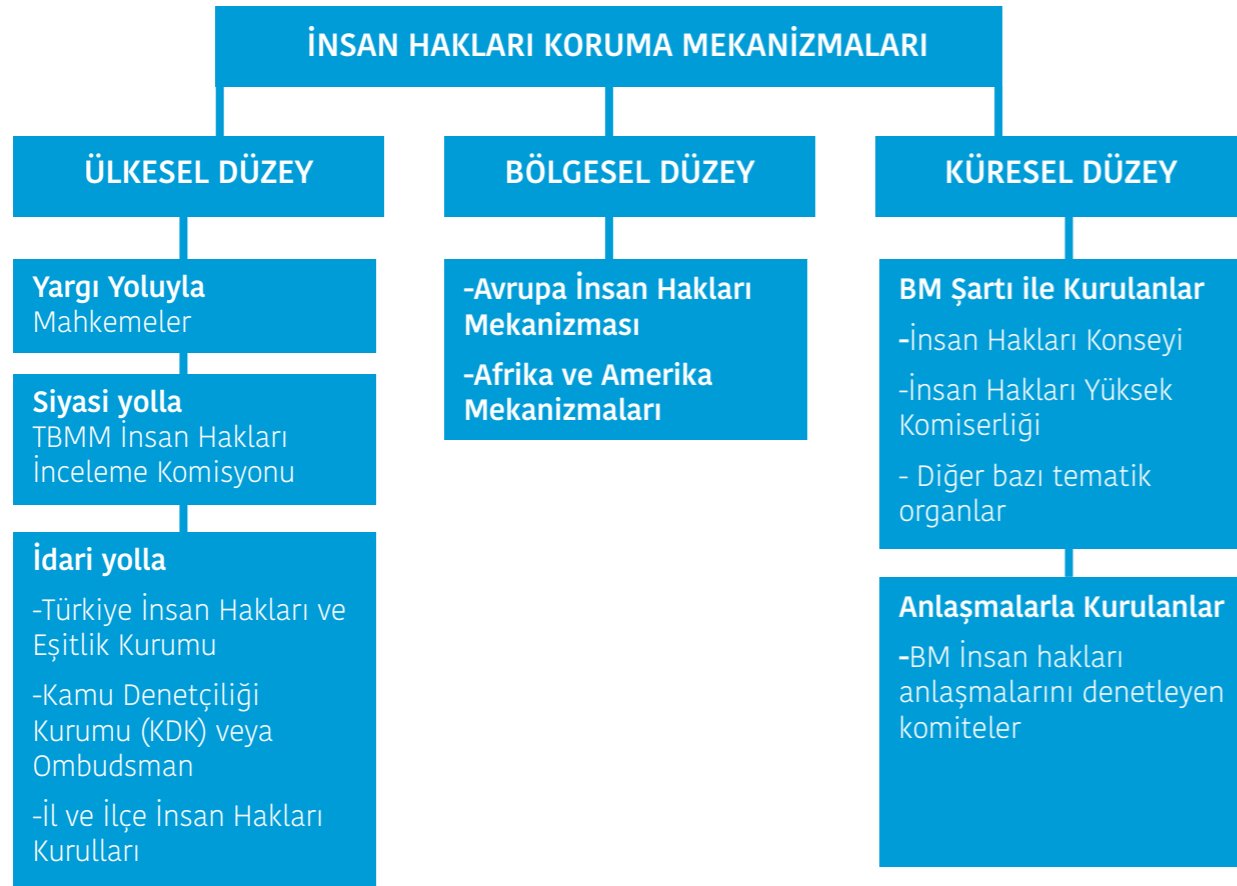 İNSAN HAKLARI KORUMA MEKANİZMALARI
ÜLKESEL DÜZEY
Yargı Yoluyla
Mahkemeler
Siyasi yolla
TBMM İnsan Hakları
İnceleme Komisyonu
İdari yolla
-Türkiye İnsan Hakları ve
Eşitlik Kurumu
-Kamu Denetçiliği
Kurumu (KDK) veya
Ombudsman
-İl ve İlçe İnsan Hakları
Kurulları
BÖLGESEL DÜZEY
-Avrupa İnsan Hakları
Mekanizması
-Afrika ve Amerika
Mekanizmaları
KÜRESEL DÜZEY
BM Şartı ile Kurulanlar
-İnsan Hakları Konseyi
-İnsan Hakları Yüksek
Komiserliği
- Diğer bazı tematik
organlar
Anlaşmalarla Kurulanlar
-BM İnsan hakları
anlaşmalarını denetleyen
komiteler